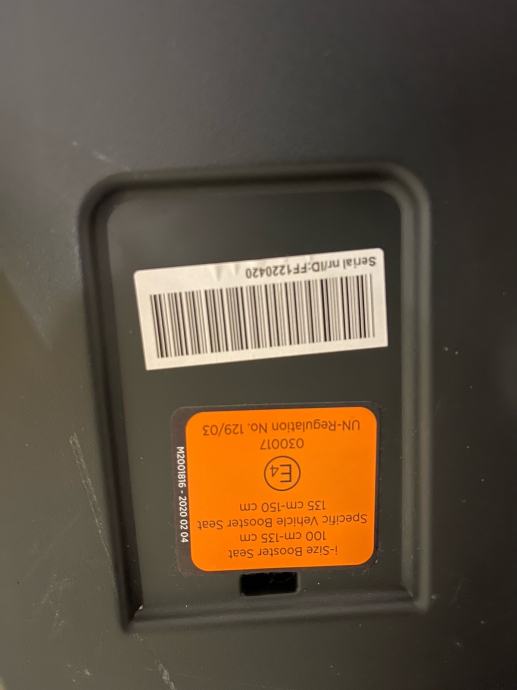 i-Size Booster Seat
100 cm-135 cm
Specific Vehicle Booster Seat
135 cm-150 cm
E4
030017
UN-Regulation No. 129/03
M2001816 - 2020 02 04
Serial nr/ID:FF1220420